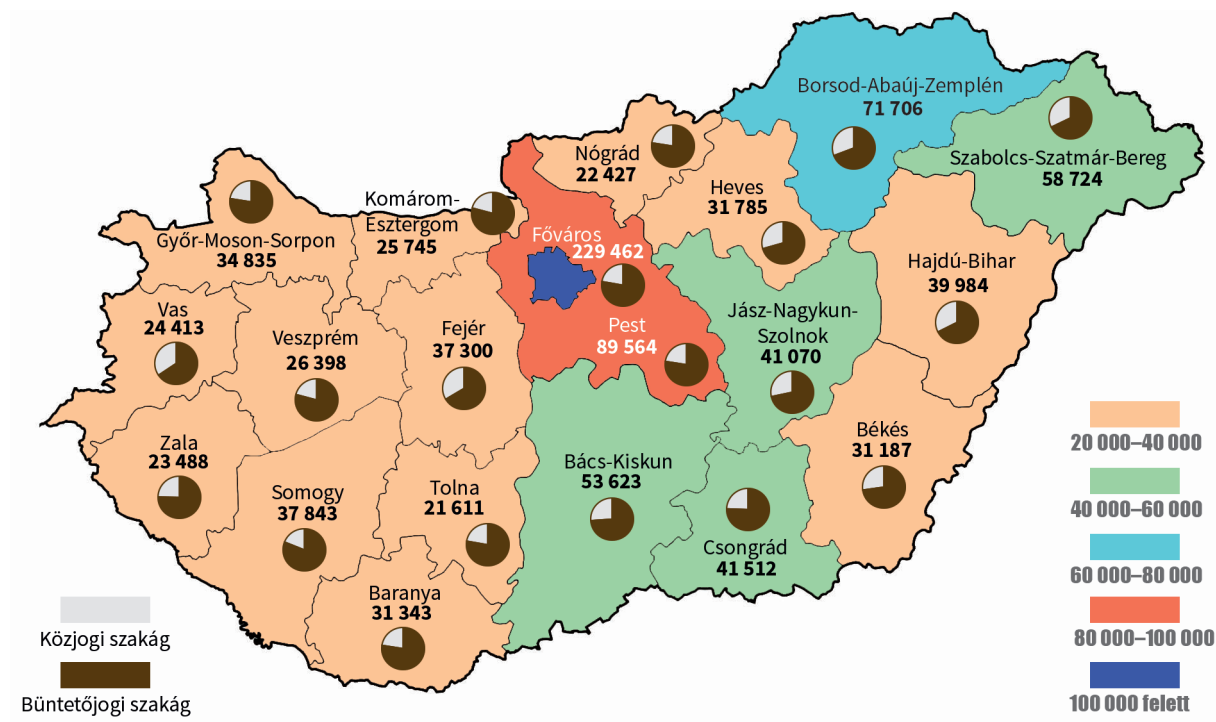 Borsod-Abaúj-Zemplén
71 706
Szabolcs-Szatmár-Bereg
58 724
Nógrád
22 427
Heves
31 785
Komárom-
Esztergom
25 745
Győr-Moson-Sorpon
34 835
Főváros
229 462
Hajdú-Bihar
39 984
Vas
24 413
Veszprém
26 398
Fejér
37 300
Pest
89 564
Jász-Nagykun-
Szolnok
41 070
Zala
23 488
Somogy
37 843
Tolna
21 611
Bács-Kiskun
53 623
Békés
31 187
Csongrád
41 512
Baranya
31 343
Közjogi szakág
Büntetőjogi szakág
20 000–40 000
40 000–60 000
60 000–80 000
80 000–100 000
100 000 felett